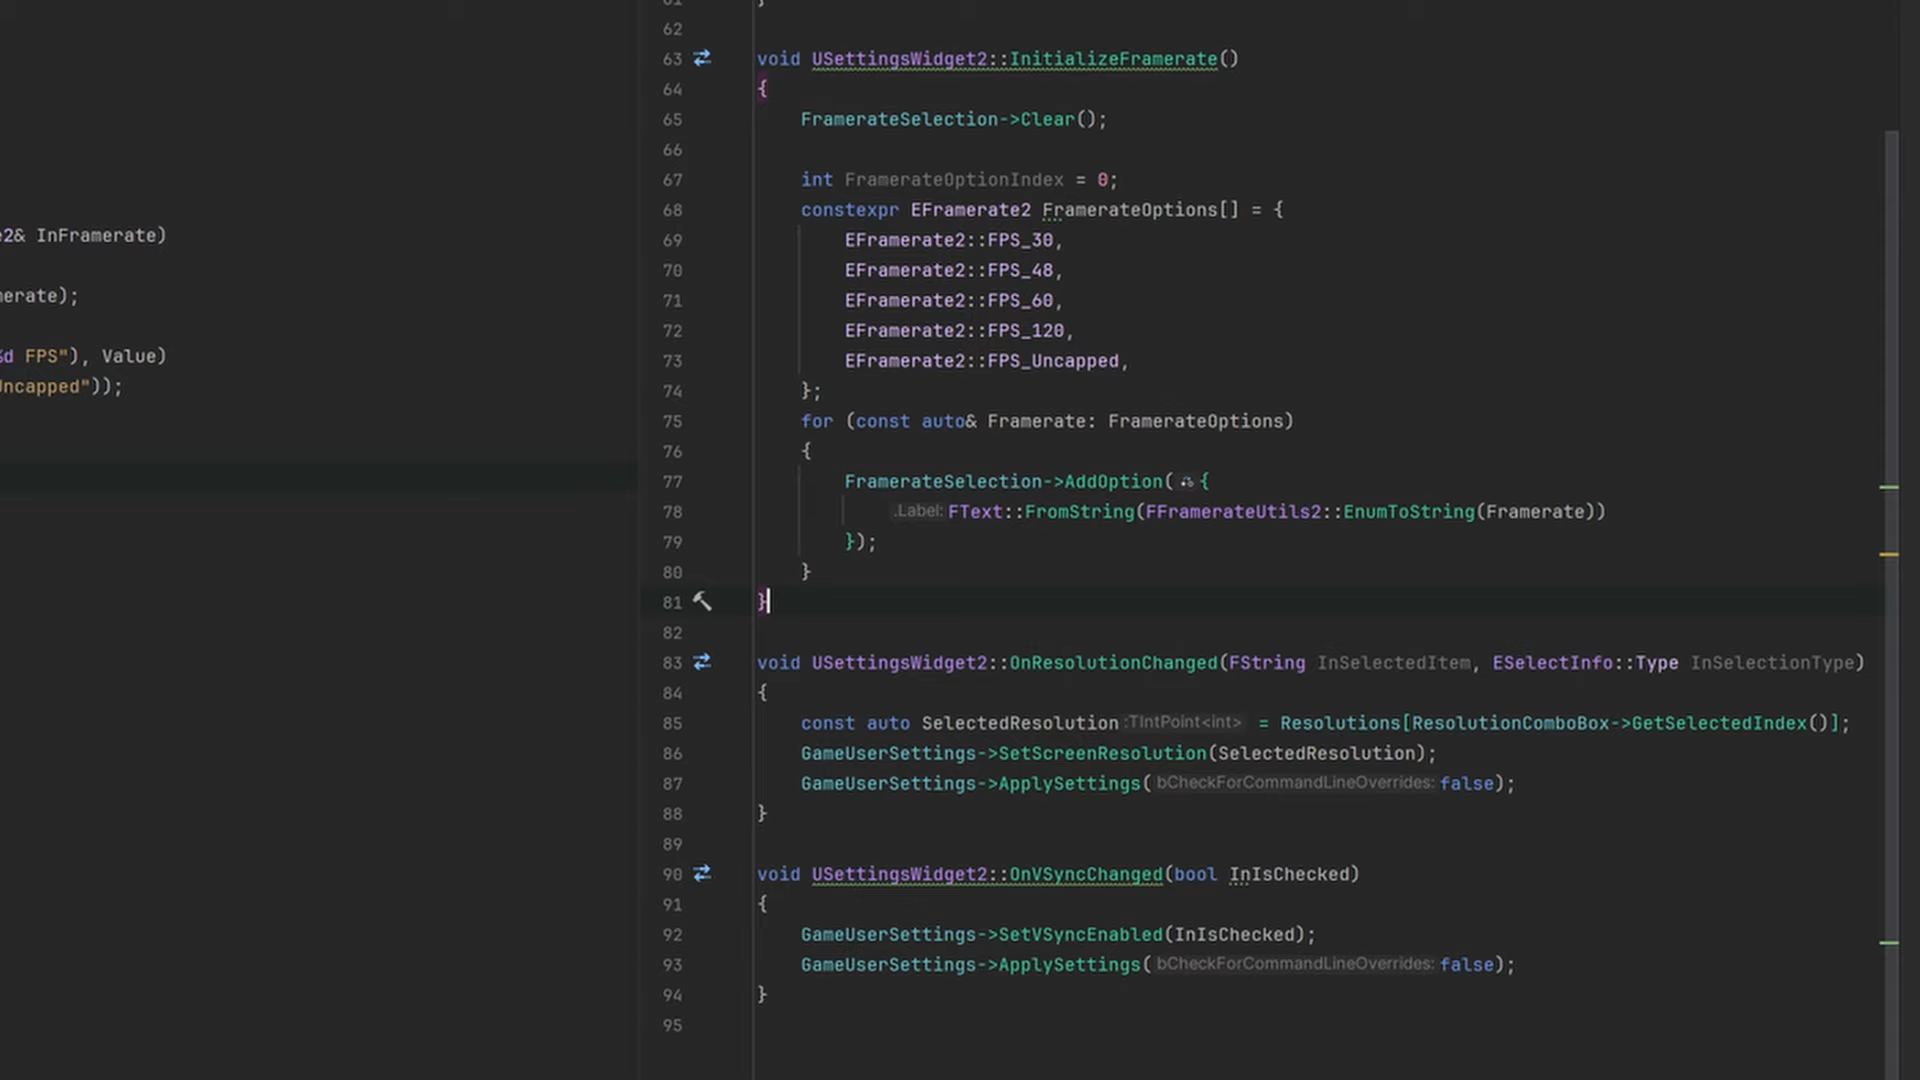 2& InFramerate)
merate);
%d FPS"), Value)
Uncapped"));
61 }
62
63 void USettingsWidget2::InitializeFramerate()
64 {
65 FramerateSelection->Clear();
66
67 int FramerateOptionIndex = 0;
68 constexpr EFramerate2 FramerateOptions[] = {
69 EFramerate2::FPS_30,
70 EFramerate2::FPS_48,
71 EFramerate2::FPS_60,
72 EFramerate2::FPS_120,
73 EFramerate2::FPS_Uncapped,
74 };
75 for (const auto& Framerate: FramerateOptions)
76 {
77 FramerateSelection->AddOption({
78 .Label: FText::FromString(FFramerateUtils2::EnumToString(Framerate))
79 });
80 }
81 }
82
83 void USettingsWidget2::OnResolutionChanged(FString InSelectedItem, ESelectInfo::Type InSelectionType)
84 {
85 const auto SelectedResolution :TIntPoint<int> = Resolutions[ResolutionComboBox->GetSelectedIndex()];
86 GameUserSettings->SetScreenResolution(SelectedResolution);
87 GameUserSettings->ApplySettings( bCheckForCommandLineOverrides: false);
88 }
89
90 void USettingsWidget2::OnVSyncChanged(bool InIsChecked)
91 {
92 GameUserSettings->SetVSyncEnabled(InIsChecked);
93 GameUserSettings->ApplySettings( bCheckForCommandLineOverrides: false);
94 }
95